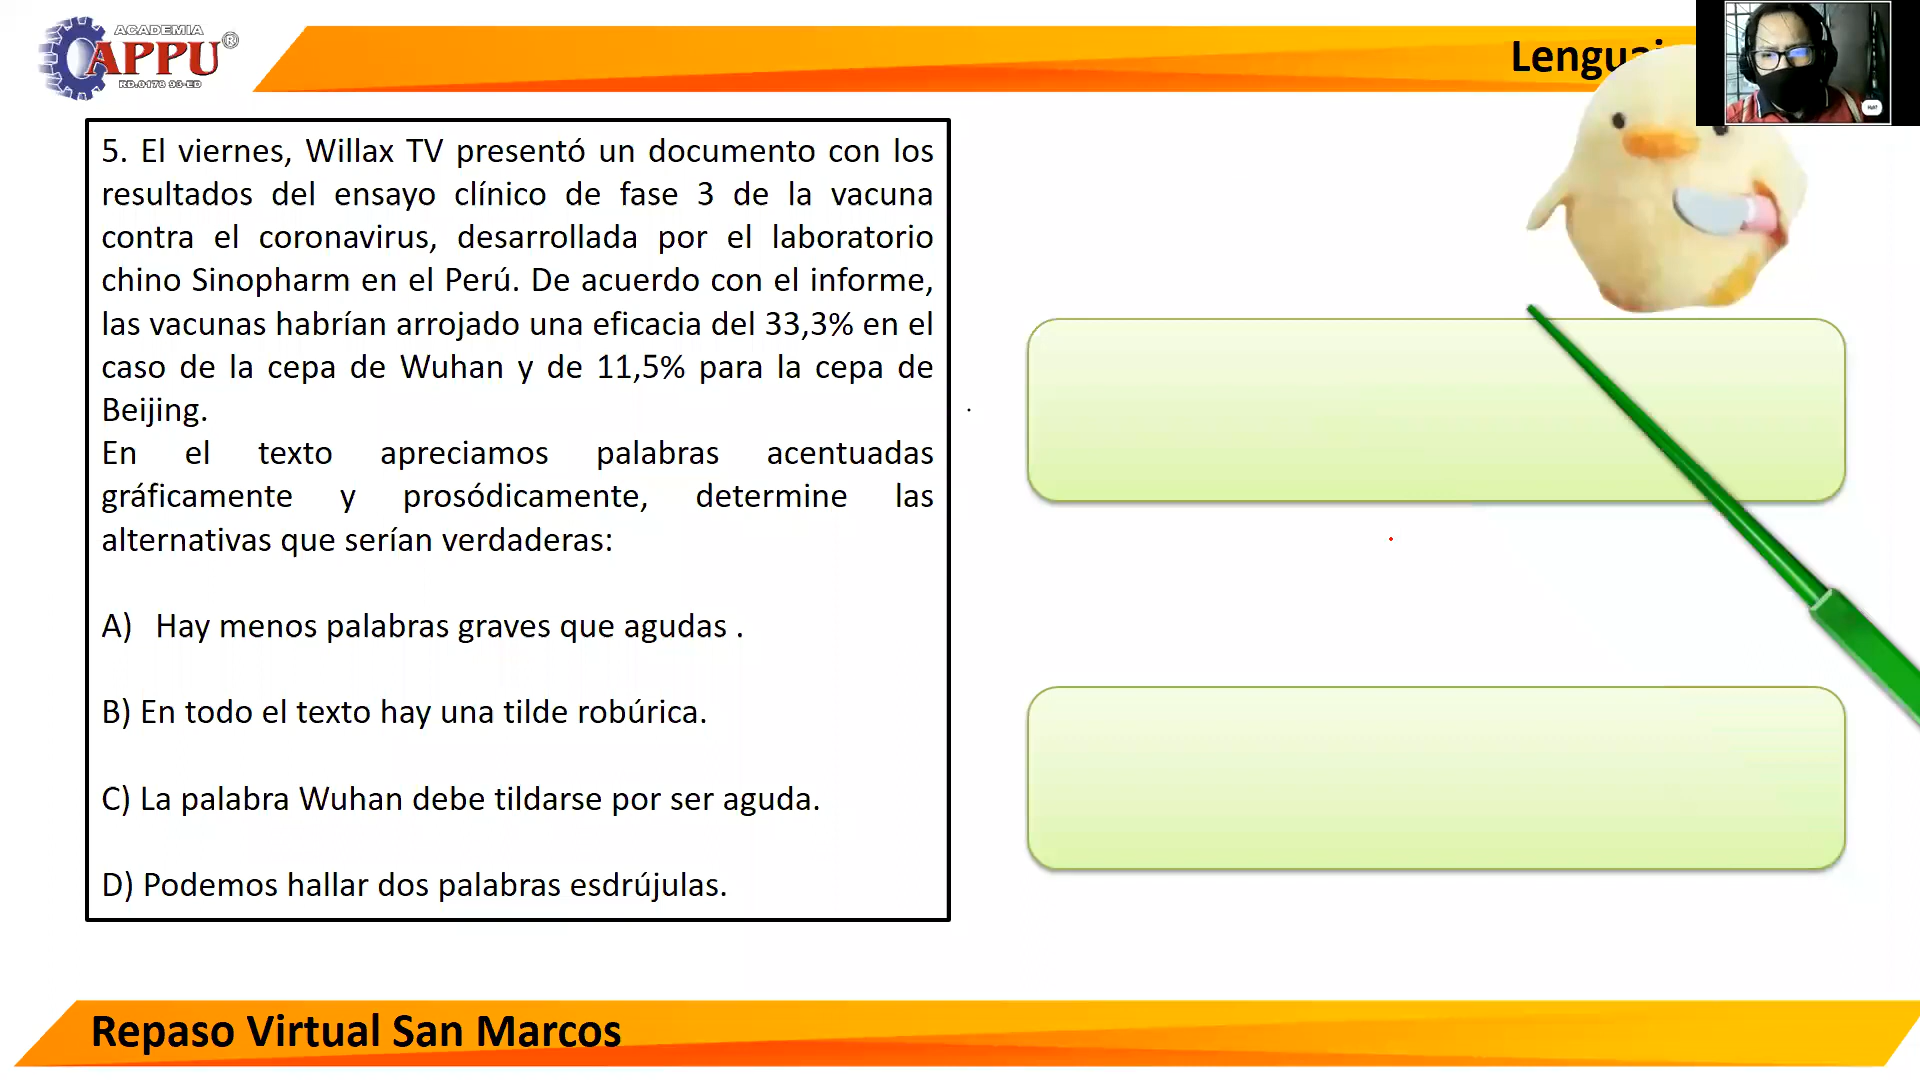 ACADEMIA
APPU®
RD.0178 93-ED
5. El viernes, Willax TV presentó un documento con los
resultados del ensayo clínico de fase 3 de la vacuna
contra el coronavirus, desarrollada por el laboratorio
chino Sinopharm en el Perú. De acuerdo con el informe,
las vacunas habrían arrojado una eficacia del 33,3% en el
caso de la cepa de Wuhan y de 11,5% para la cepa de
Beijing.
En el texto apreciamos palabras acentuadas
gráficamente y prosódicamente, determine las
alternativas que serían verdaderas:
A) Hay menos palabras graves que agudas .
B) En todo el texto hay una tilde robúrica.
C) La palabra Wuhan debe tildarse por ser aguda.
D) Podemos hallar dos palabras esdrújulas.
Repaso Virtual San Marcos